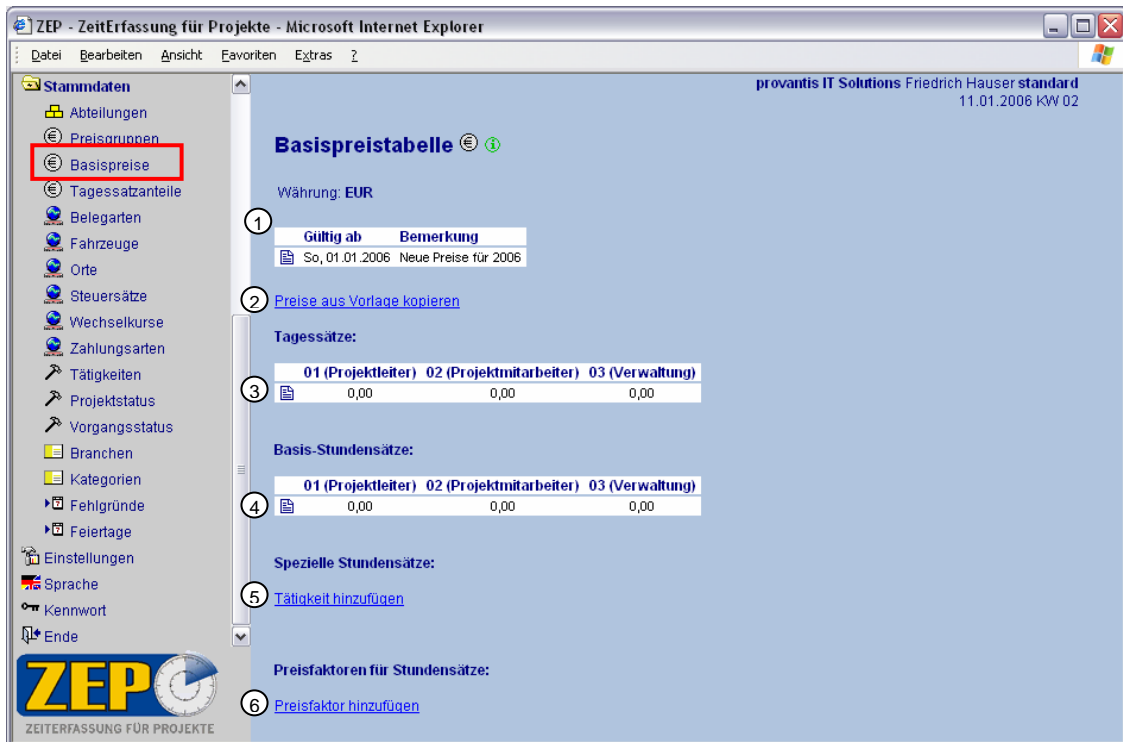 ZEP - ZeitErfassung für Projekte - Microsoft Internet Explorer
Datei Bearbeiten Ansicht Favoriten Extras ?
Stammdaten
Abteilungen
Preisgruppen
Basispreise
Tagessatzanteile
Belegarten
Fahrzeuge
Orte
Steuersätze
Wechselkurse
Zahlungsarten
Tätigkeiten
Projektstatus
Vorgangsstatus
Branchen
Kategorien
Fehlgründe
Feiertage
Einstellungen
Sprache
Kennwort
Ende
ZEP
ZEITERFASSUNG FÜR PROJEKTE
provantis IT Solutions Friedrich Hauser standard
11.01.2006 KW 02
Basispreistabelle
Währung: EUR
1
Gültig ab Bemerkung
So, 01.01.2006 Neue Preise für 2006
2 Preise aus Vorlage kopieren
Tagessätze:
01 (Projektleiter) 02 (Projektmitarbeiter) 03 (Verwaltung)
3 0,00 0,00 0,00
Basis-Stundensätze:
01 (Projektleiter) 02 (Projektmitarbeiter) 03 (Verwaltung)
4 0,00 0,00 0,00
Spezielle Stundensätze:
5 Tätigkeit hinzufügen
Preisfaktoren für Stundensätze:
6 Preisfaktor hinzufügen